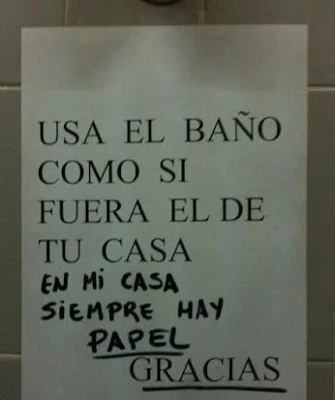 USA EL BAÑO
COMO SI
FUERA EL DE
TU CASA
EN Mi CASA
SiEMPRE HAY
PAPEL
GRACIAS